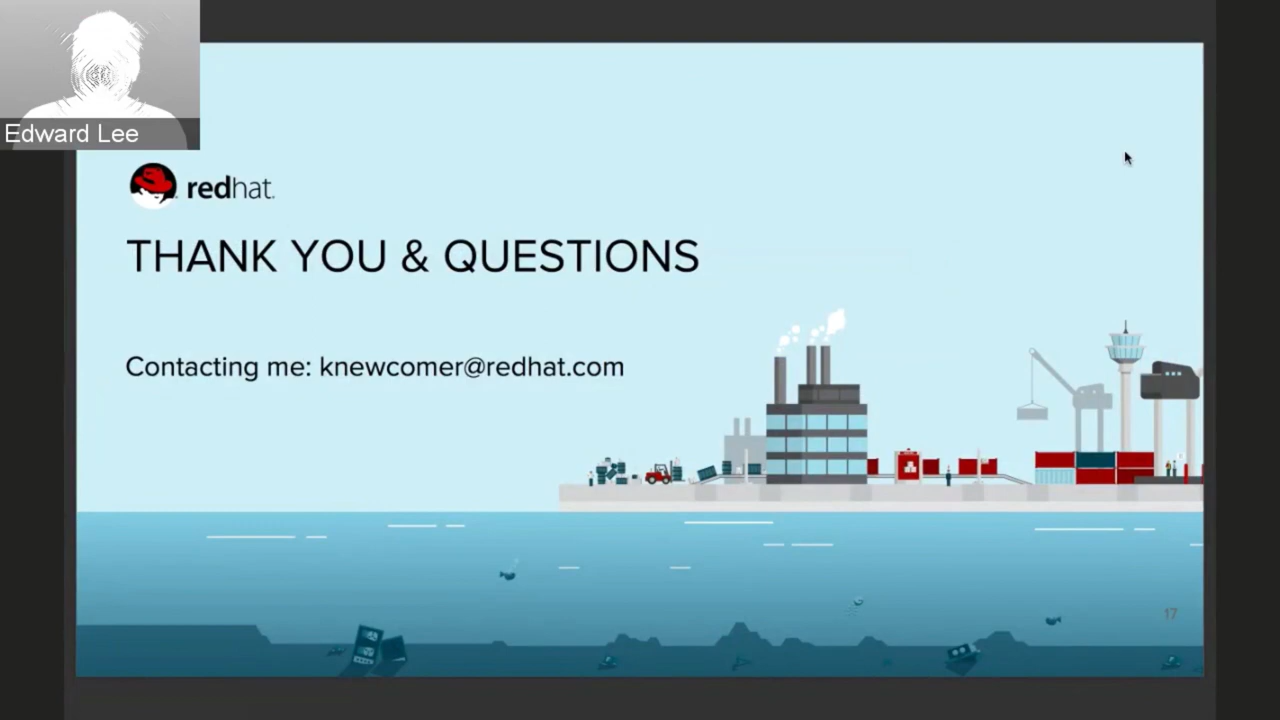 Edward Lee
redhat.
THANK YOU & QUESTIONS
Contacting me: knewcomer@redhat.com
17